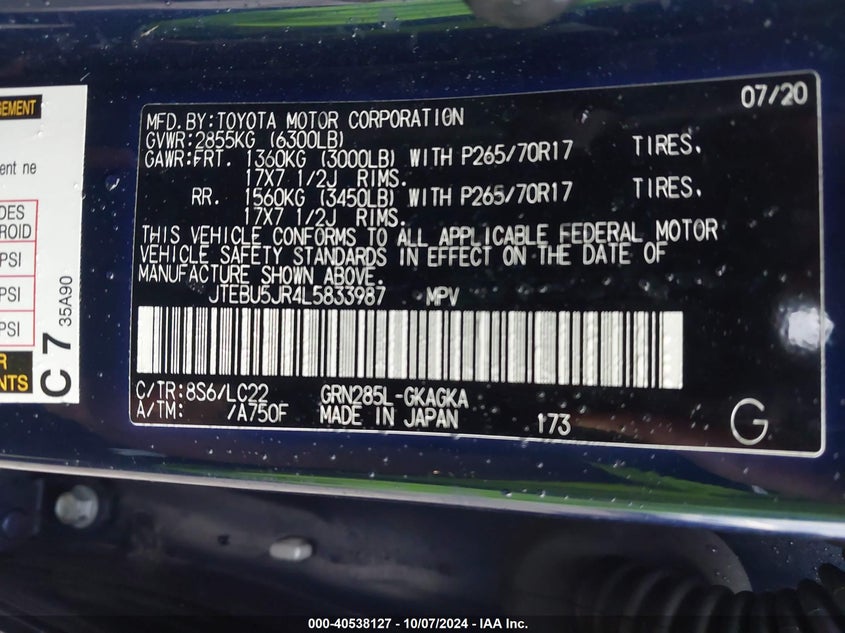 GEMENT
ent ne
DES
ROID
PSI
PSI
PSI
R
NTS
C7 35A90
07/20
MFD. BY: TOYOTA MOTOR CORPORATION
GVWR: 2855KG (6300LB)
GAWR: FRT. 1360KG (3000LB) WITH P265/70R17 TIRES.
17X7 1/2J RIMS.
RR. 1560KG (3450LB) WITH P265/70R17 TIRES.
17X7 1/2J RIMS.
THIS VEHICLE CONFORMS TO ALL APPLICABLE FEDERAL MOTOR
VEHICLE SAFETY STANDARDS IN EFFECT ON THE DATE OF
MANUFACTURE SHOWN ABOVE.
JTEBU5JR4L5833987 MPV
C/TR: 8S6/LC22 GRN285L-GKAGKA
A/TM: /A750F MADE IN JAPAN 173
G
000-40538127 - 10/07/2024 - IAA Inc.